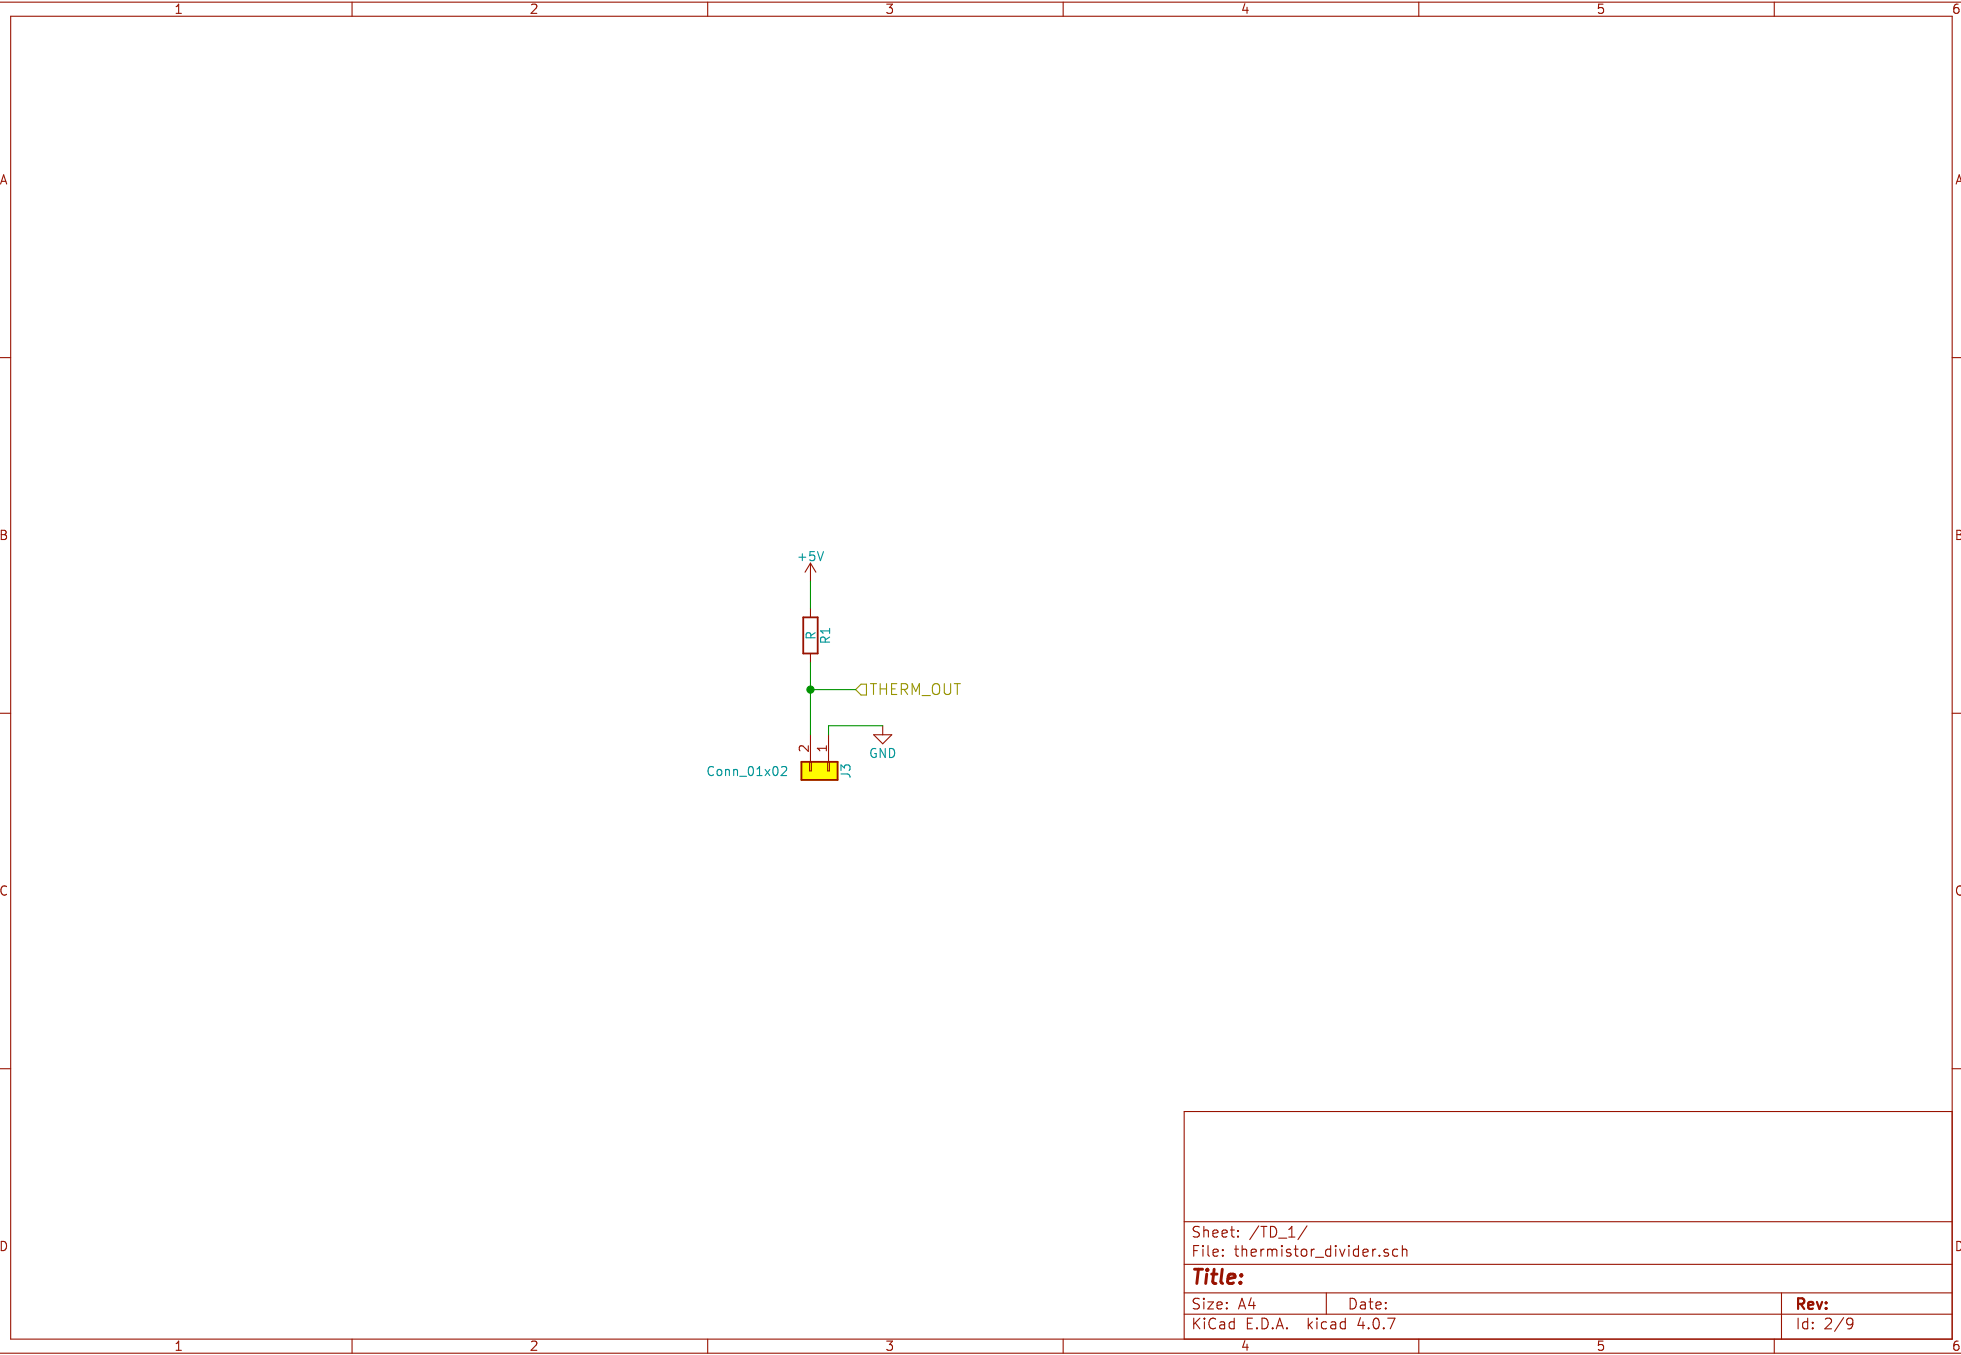 1 2 3 4 5 6
A A
B B
+5V
R R1
THERM_OUT
2 1
GND
Conn_01x02 J3
C C
Sheet: /TD_1/
File: thermistor_divider.sch
D D
Title:
Size: A4 Date: Rev:
KiCad E.D.A. kicad 4.0.7 Id: 2/9
1 2 3 4 5 6